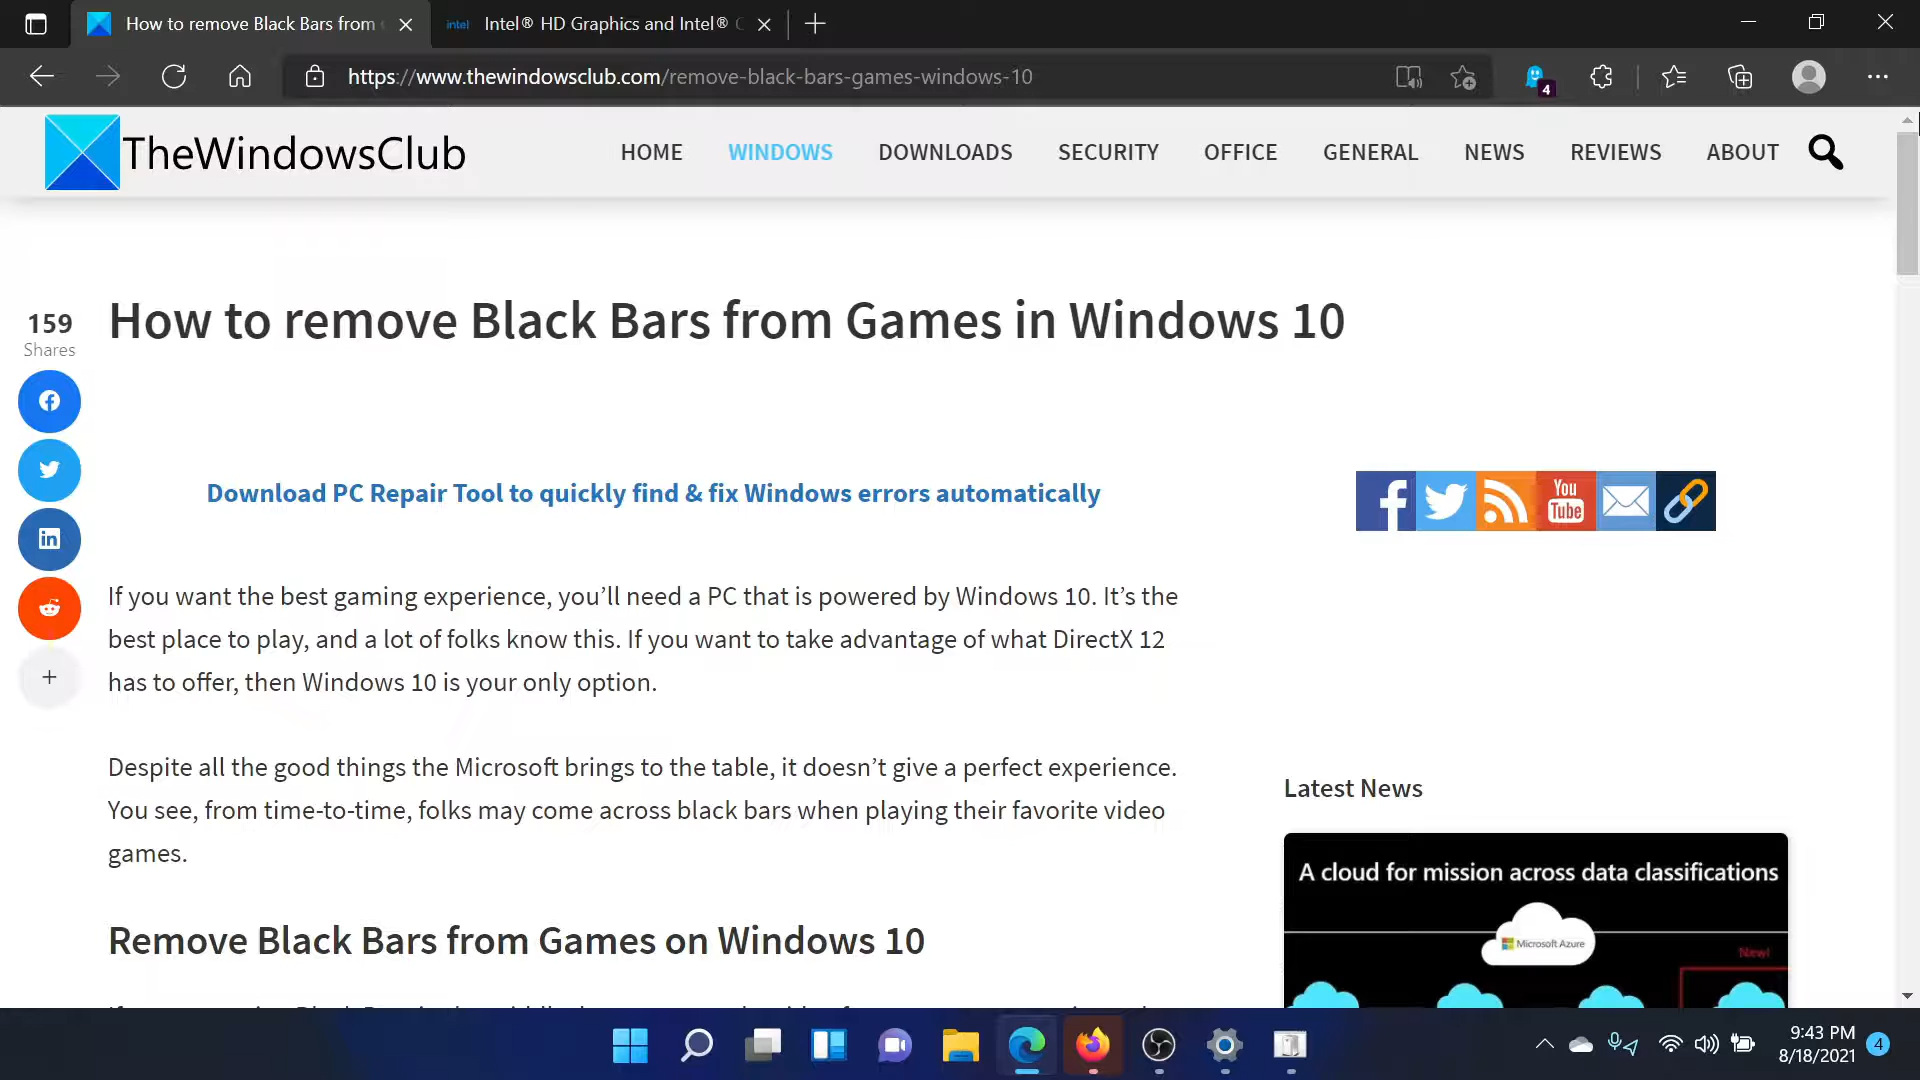 How to remove Black Bars from
intel Intel® HD Graphics and Intel®
https://www.thewindowsclub.com/remove-black-bars-games-windows-10
4
TheWindowsClub
HOME WINDOWS DOWNLOADS SECURITY OFFICE GENERAL NEWS REVIEWS ABOUT
How to remove Black Bars from Games in Windows 10
159
Shares
Download PC Repair Tool to quickly find & fix Windows errors automatically
You
Tube
If you want the best gaming experience, you’ll need a PC that is powered by Windows 10. It’s the
best place to play, and a lot of folks know this. If you want to take advantage of what DirectX 12
has to offer, then Windows 10 is your only option.
Despite all the good things the Microsoft brings to the table, it doesn’t give a perfect experience.
You see, from time-to-time, folks may come across black bars when playing their favorite video
games.
Latest News
A cloud for mission across data classifications
Microsoft Azure
New!
Remove Black Bars from Games on Windows 10
9:43 PM
8/18/2021
4